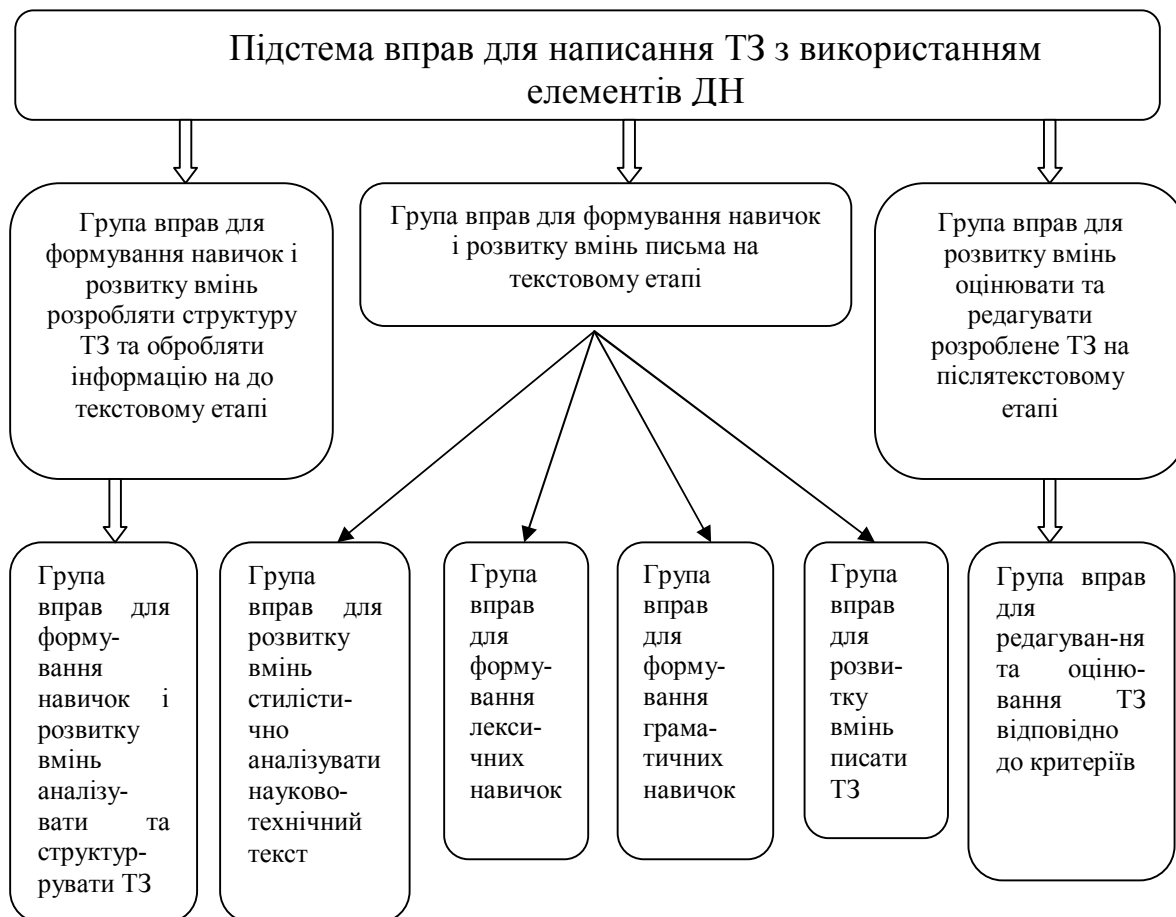 Підстема вправ для написання ТЗ з використанням
елементів ДН
Група вправ для
формування навичок і
розвитку вмінь
розробляти структуру
ТЗ та обробляти
інформацію на до
текстовому етапі
Група вправ для формування навичок
і розвитку вмінь письма на
текстовому етапі
Група вправ для
розвитку вмінь
оцінювати та
редагувати
розроблене ТЗ на
післятекстовому
етапі
Група
вправ для
форму-
вання
навичок і
розвитку
вмінь
аналізу-
вати та
структур-
рувати ТЗ
Група
вправ для
розвитку
вмінь
стилісти-
чно
аналізувати
науково-
технічний
текст
Група
вправ
для
форму-
вання
лекси-
чних
навичок
Група
вправ
для
форму-
вання
грама-
тичних
навичок
Група
вправ
для
розви-
тку
вмінь
писати
ТЗ
Група вправ
для
редагуван-ня
та оціню-
вання ТЗ
відповідно
до критеріїв